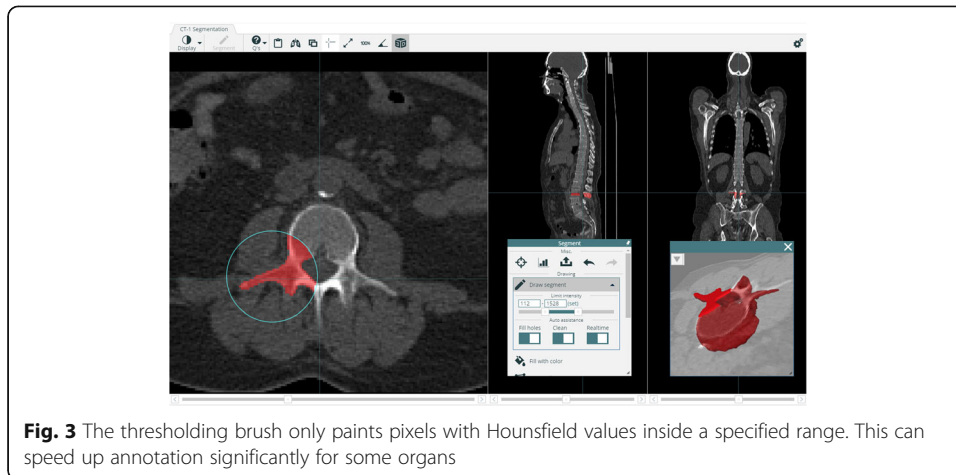 CT-1 Segmentation
Display
Segment
Q't
100%
Segment
Misc.
Drawing
Draw segment
Limit intensity
112 - 1528 (set)
Auto assistance
Fill holes Clean Realtime
Fill with color
Fig. 3 The thresholding brush only paints pixels with Hounsfield values inside a specified range. This can
speed up annotation significantly for some organs